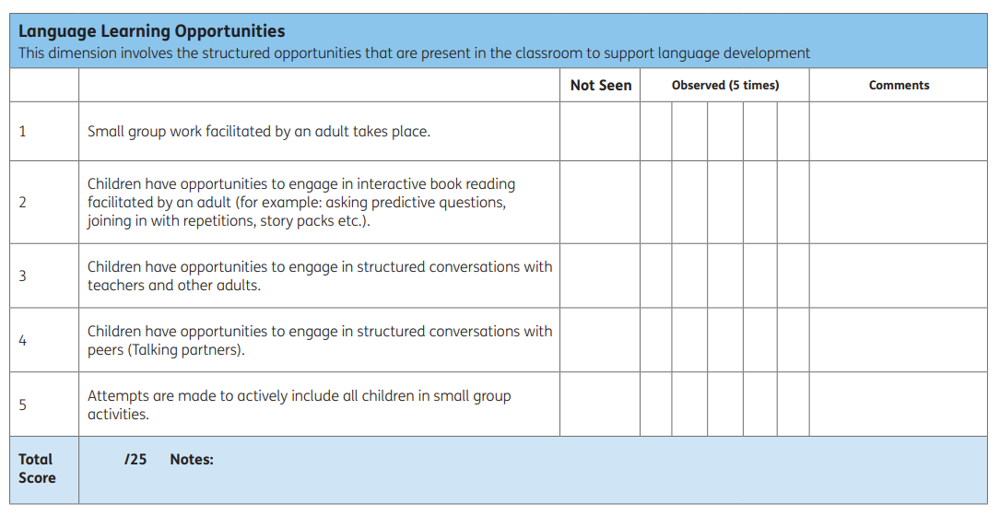 Language Learning Opportunities
This dimension involves the structured opportunities that are present in the classroom to support language development
Not Seen Observed (5 times) Comments
1 Small group work facilitated by an adult takes place.
2 Children have opportunities to engage in interactive book reading
facilitated by an adult (for example: asking predictive questions,
joining in with repetitions, story packs etc.).
3 Children have opportunities to engage in structured conversations with
teachers and other adults.
4 Children have opportunities to engage in structured conversations with
peers (Talking partners).
5 Attempts are made to actively include all children in small group
activities.
Total Score /25 Notes: